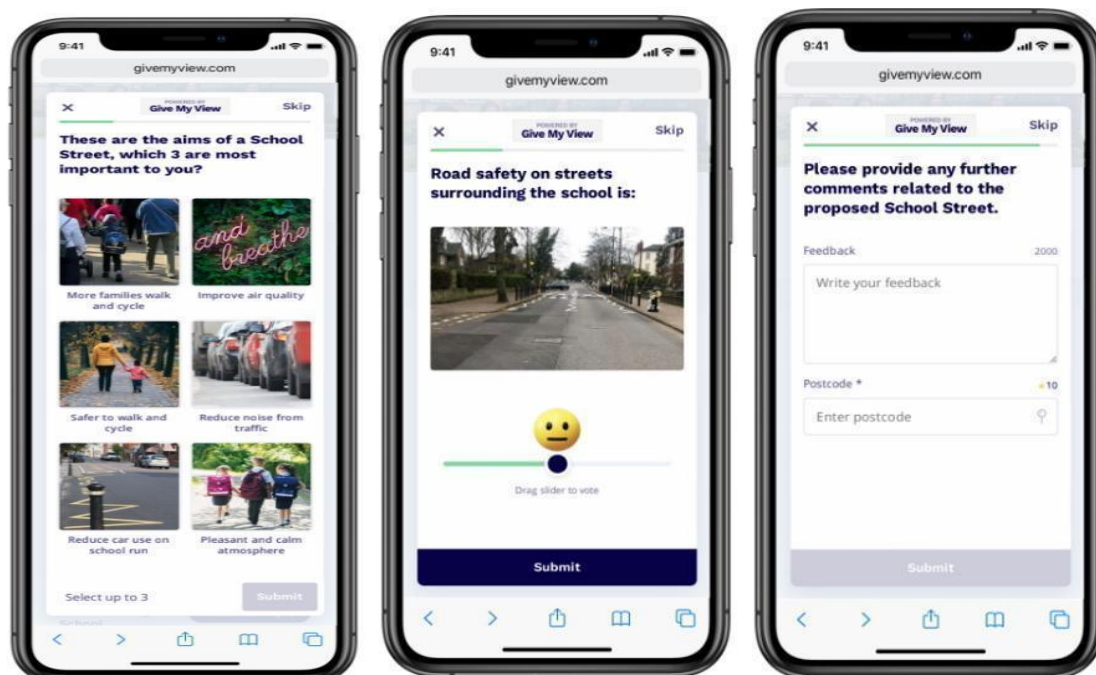 9:41
givemyview.com
POWERED BY
Give My View
Skip
These are the aims of a School
Street, which 3 are most
important to you?
and
breathe
More families walk
and cycle
Improve air quality
Safer to walk and
cycle
Reduce noise from
traffic
Reduce car use on
school run
Pleasant and calm
atmosphere
Select up to 3
Submit
School
9:41
givemyview.com
POWERED BY
Give My View
Skip
Road safety on streets
surrounding the school is:
Drag slider to vote
Submit
9:41
givemyview.com
POWERED BY
Give My View
Skip
Please provide any further
comments related to the
proposed School Street.
Feedback
2000
Write your feedback
Postcode *
10
Enter postcode
Submit